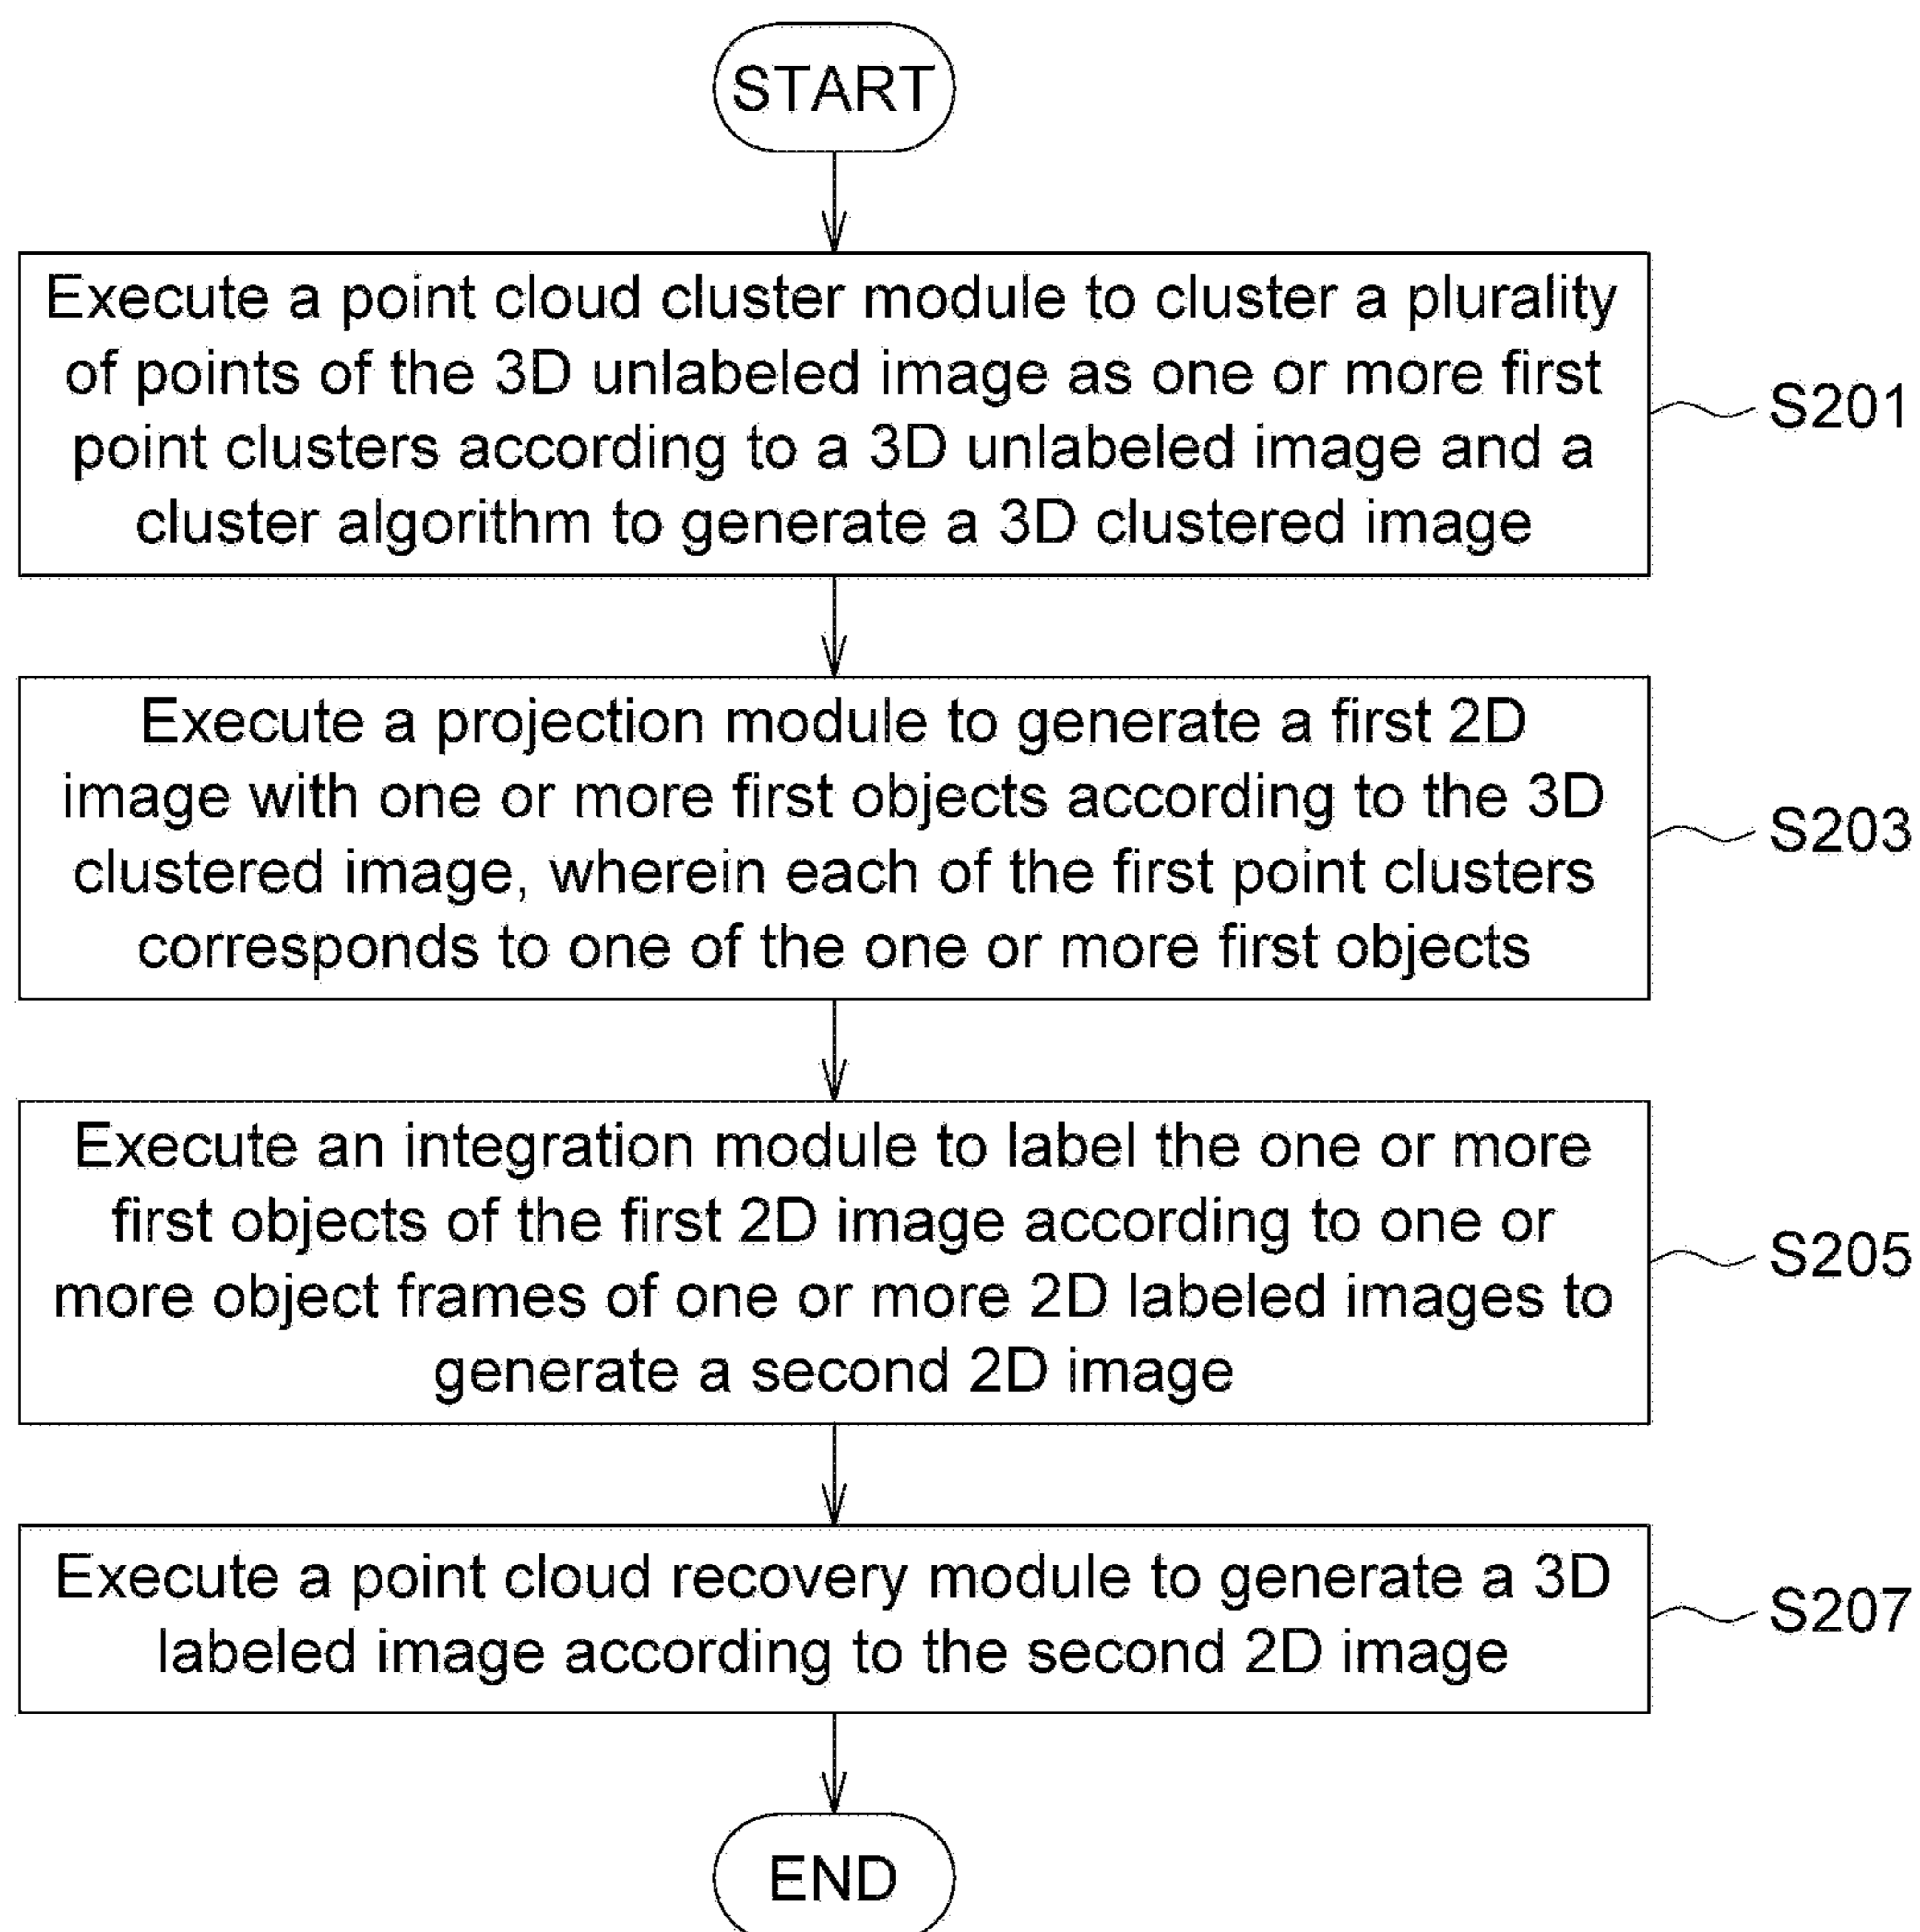 START
Execute a point cloud cluster module to cluster a plurality
of points of the 3D unlabeled image as one or more first
point clusters according to a 3D unlabeled image and a
cluster algorithm to generate a 3D clustered image
S201
Execute a projection module to generate a first 2D
image with one or more first objects according to the 3D
clustered image, wherein each of the first point clusters
corresponds to one of the one or more first objects
S203
Execute an integration module to label the one or more
first objects of the first 2D image according to one or
more object frames of one or more 2D labeled images to
generate a second 2D image
S205
Execute a point cloud recovery module to generate a 3D
labeled image according to the second 2D image
S207
END